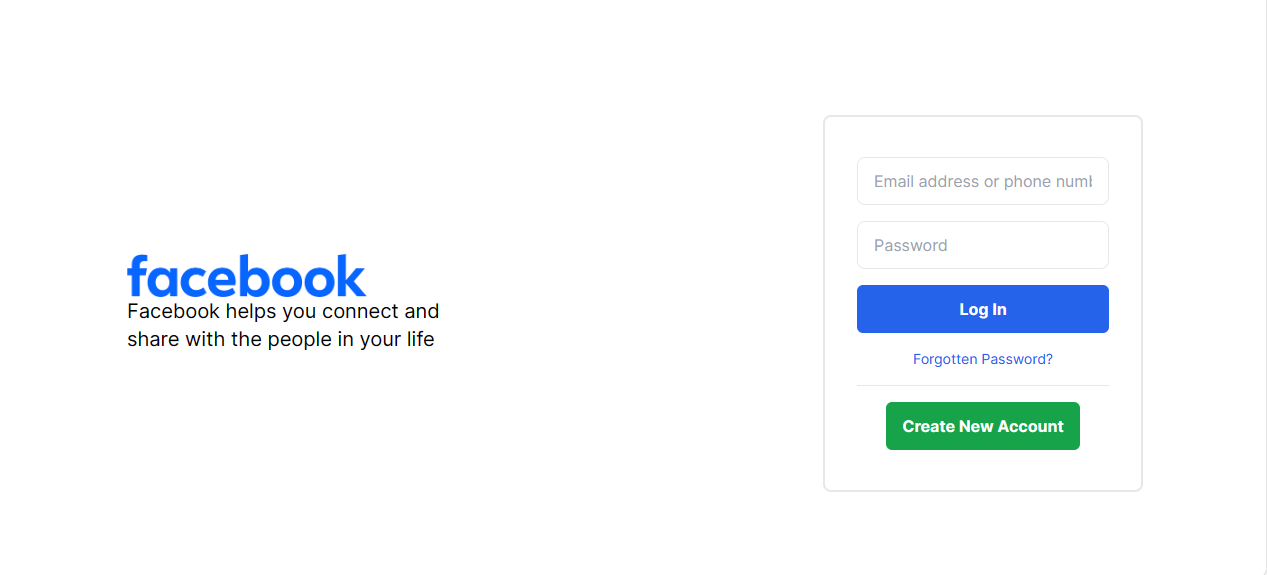 facebook
Facebook helps you connect and
share with the people in your life
Email address or phone numb
Password
Log In
Forgotten Password?
Create New Account